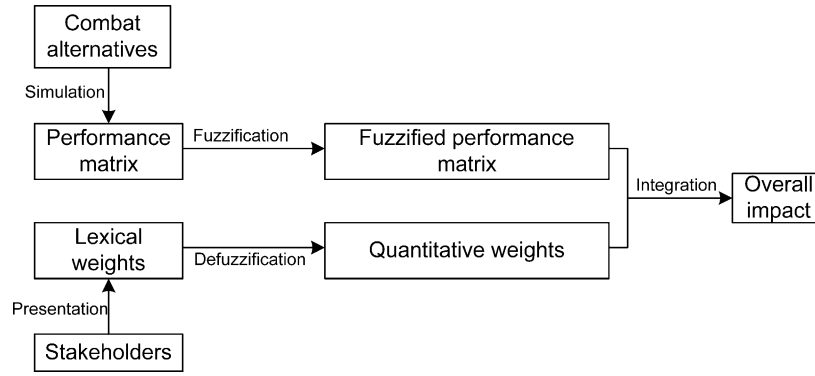 Combat
alternatives
Simulation
Performance
matrix
Fuzzification
Fuzzified performance
matrix
Integration
Overall
impact
Lexical
weights
Defuzzification
Quantitative weights
Presentation
Stakeholders